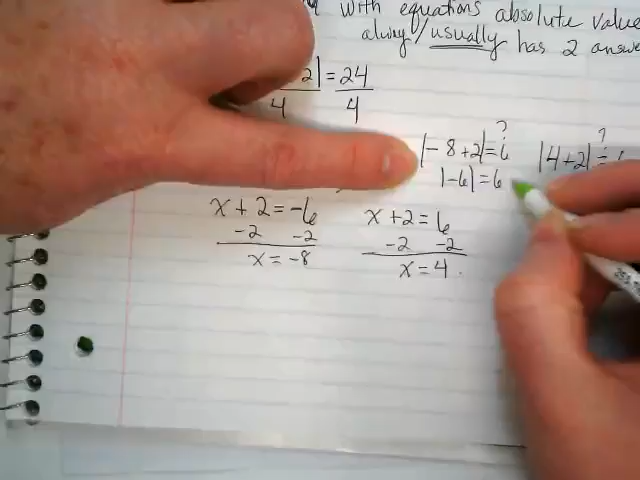 with equations absolute value
alway/usually has 2 answe
2| = 24
4 4
? ?
|-8+2| = 6 |4+2| =
|-6| = 6
x + 2 = -6 x + 2 = 6
-2 -2 -2 -2
x = -8 x = 4